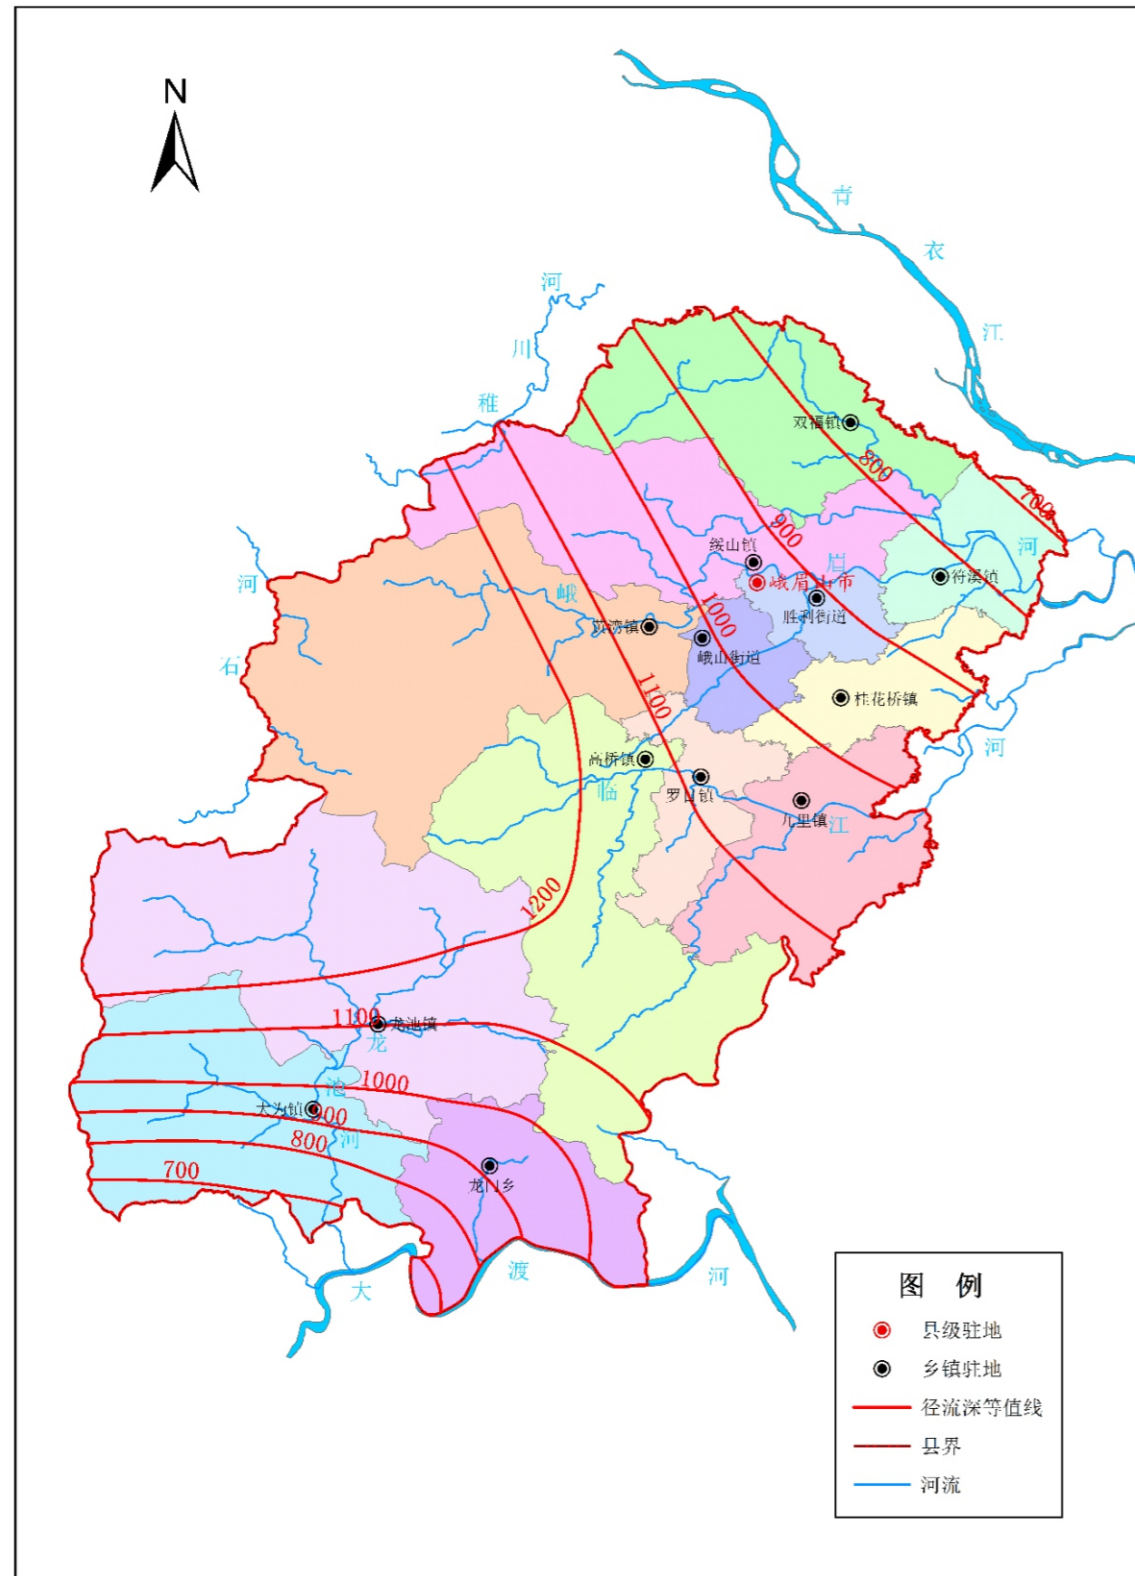 N
青
衣
江
河
川
稚
双福镇
800
700
900
绥山镇
眉
河
峨眉山市
符溪镇
胜利街道
河
峨
石
黄湾镇
1000
峨山街道
1100
桂花桥镇
河
高桥镇
临
罗目镇
九里镇
江
1200
1100
龙池镇
龙
1000
池
大为镇
900
河
800
700
龙门乡
大
渡
河
图 例
县级驻地
乡镇驻地
径流深等值线
县界
河流